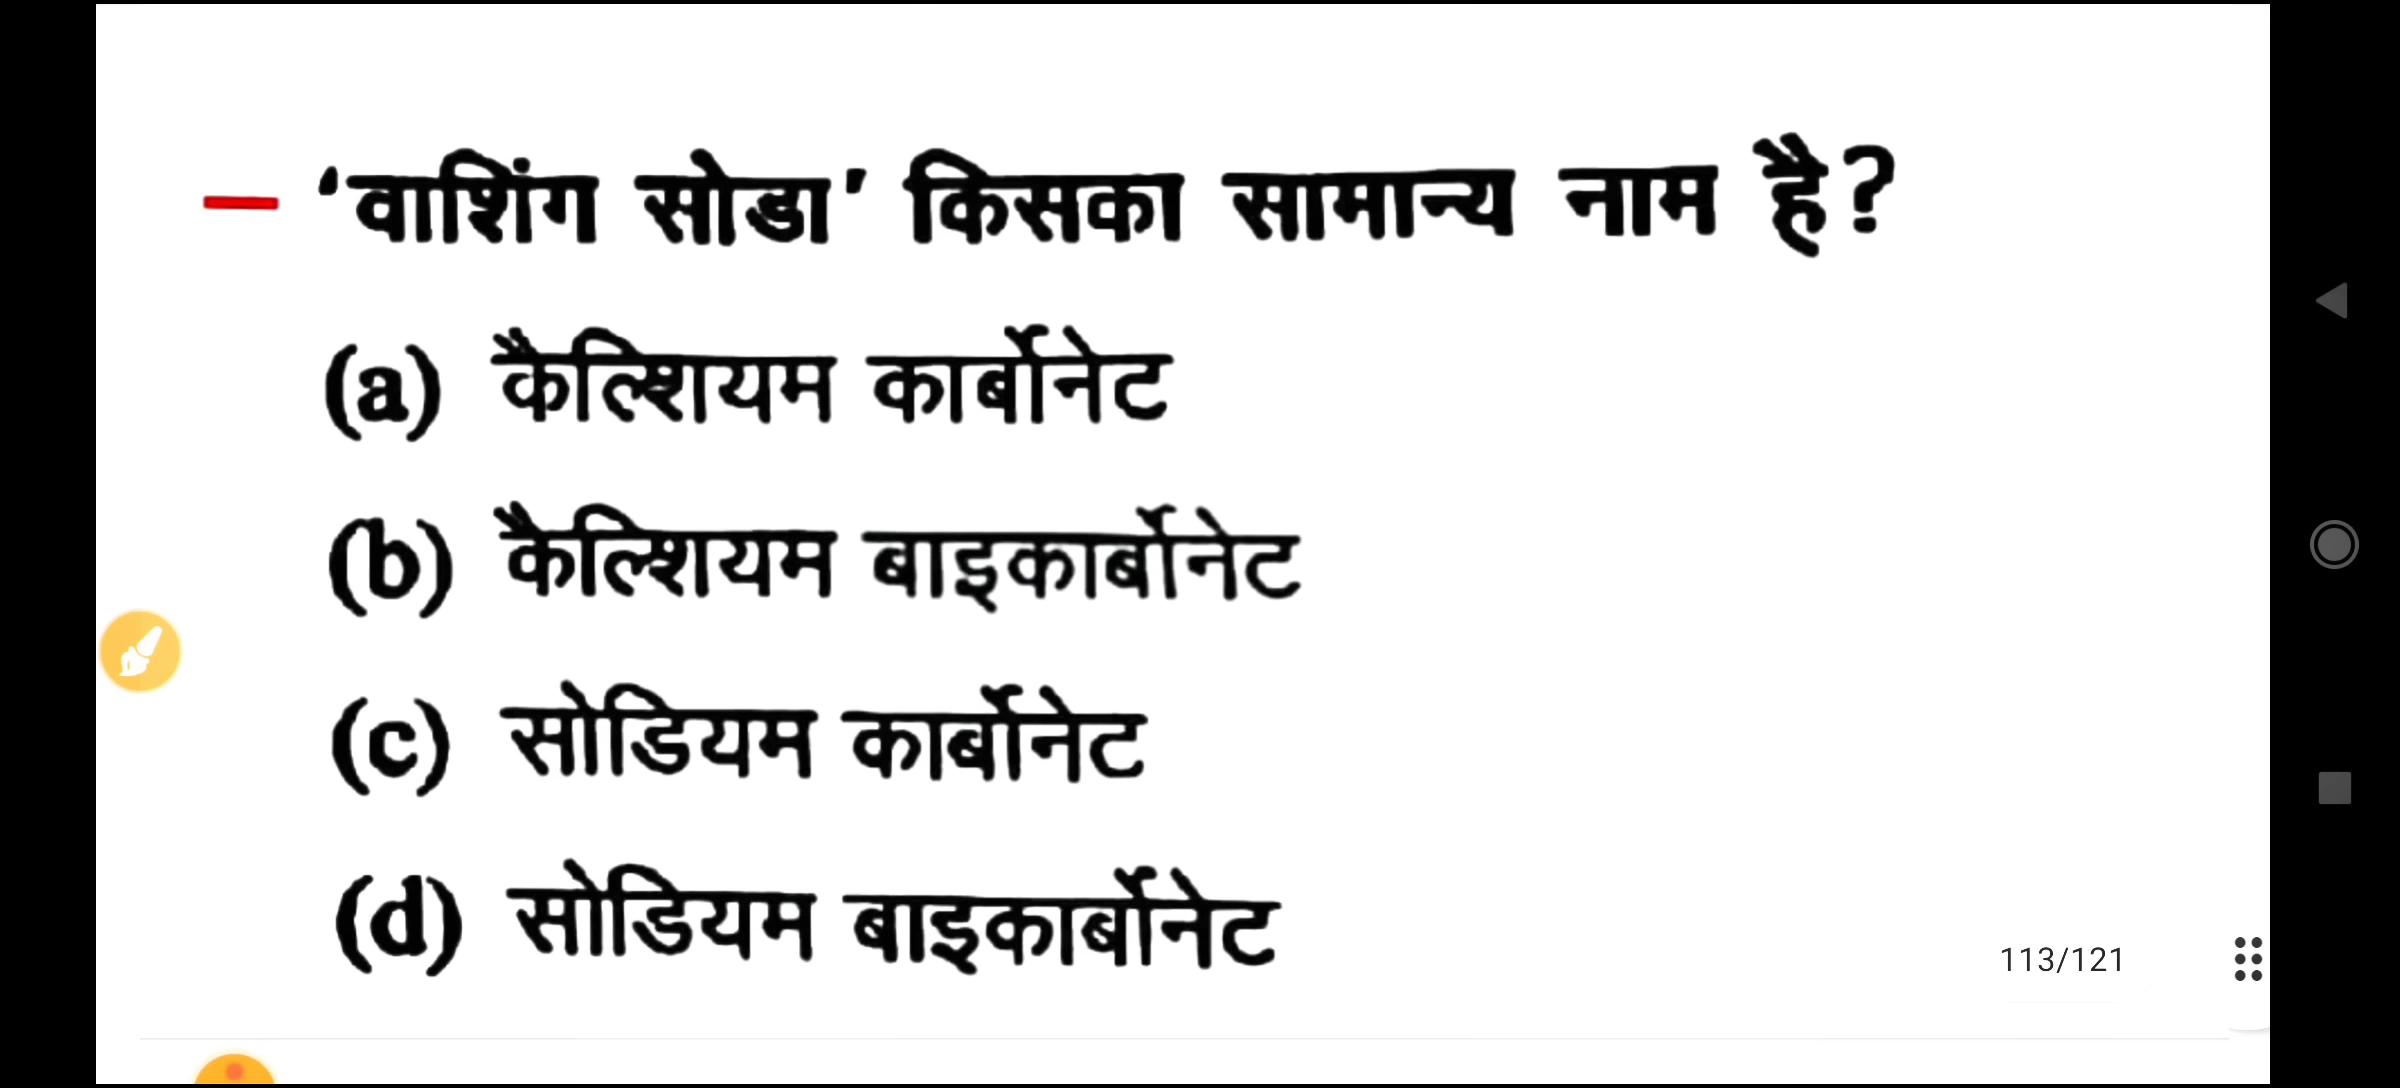 ‘वाशिंग सोडा’ किसका सामान्य नाम है?
(a) कैल्शियम कार्बोनेट
(b) कैल्शियम बाइकार्बोनेट
(c) सोडियम कार्बोनेट
(d) सोडियम बाइकार्बोनेट
113/121